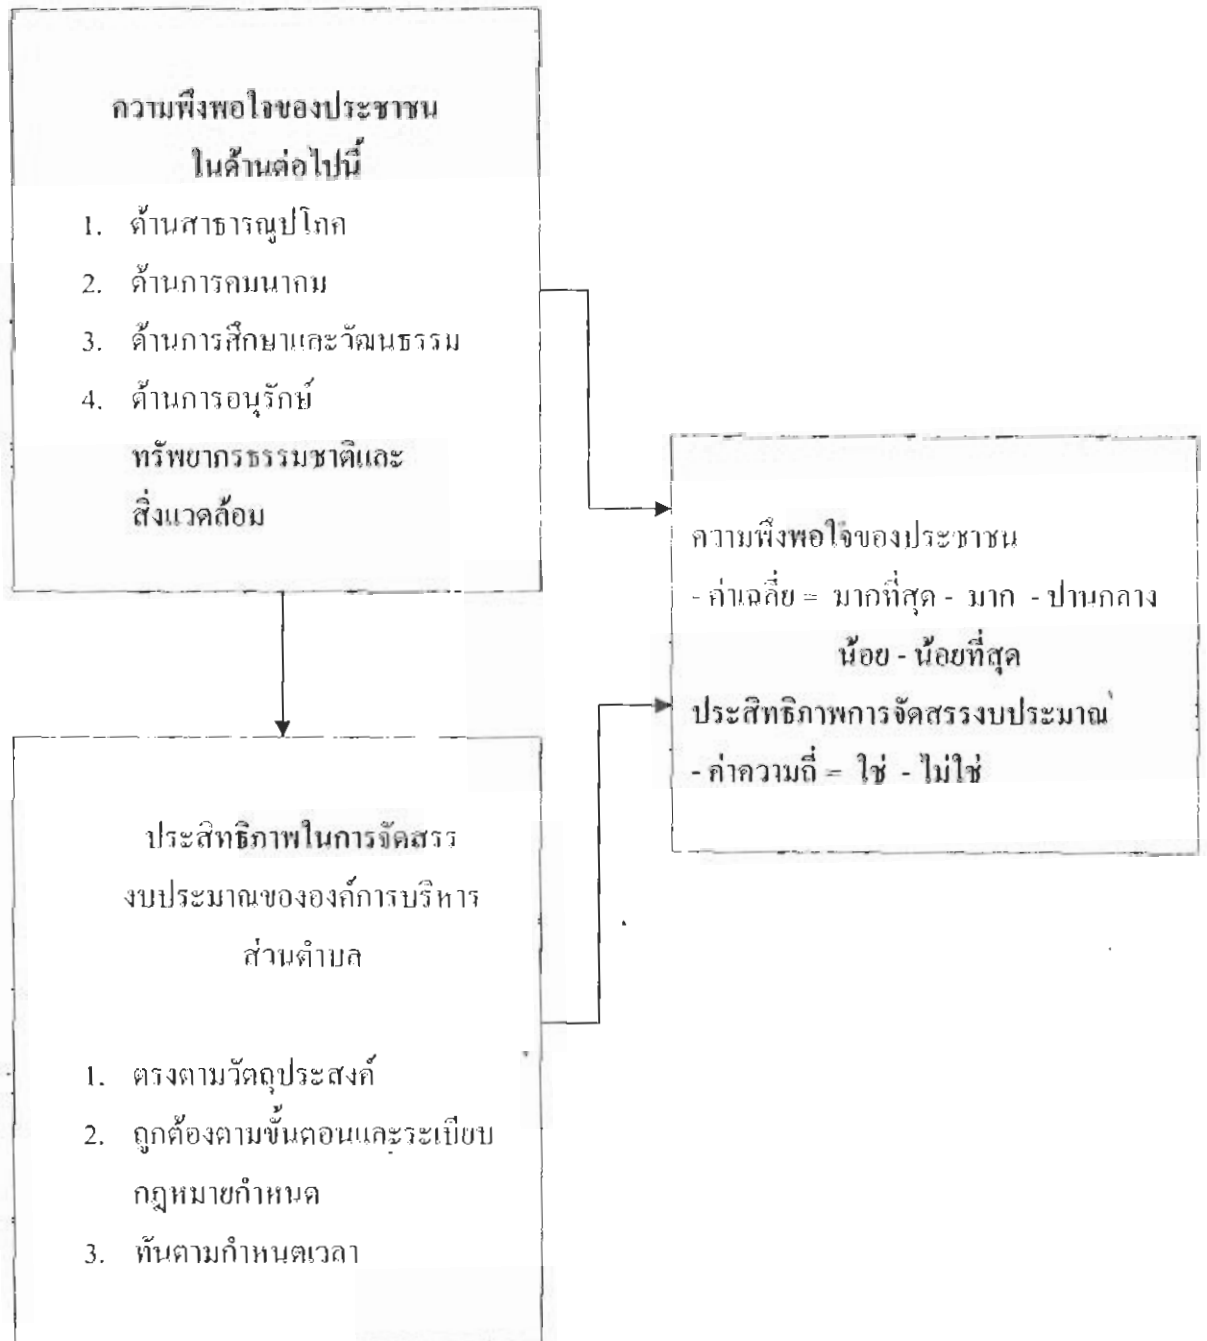 ความพึงพอใจของประชาชน
ในด้านต่อไปนี้
1. ด้านสาธารณูปโภค
2. ด้านการคมนาคม
3. ด้านการศึกษาและวัฒนธรรม
4. ด้านการอนุรักษ์
ทรัพยากรธรรมชาติและ
สิ่งแวดล้อม
ประสิทธิภาพในการจัดสรร
งบประมาณขององค์การบริหาร
ส่วนตำบล
1. ตรงตามวัตถุประสงค์
2. ถูกต้องตามขั้นตอนและระเบียบ
กฎหมายกำหนด
3. ทันตามกำหนดเวลา
ความพึงพอใจของประชาชน
- ค่าเฉลี่ย = มากที่สุด - มาก - ปานกลาง
น้อย - น้อยที่สุด
ประสิทธิภาพการจัดสรรงบประมาณ
- ค่าความถี่ = ใช่ - ไม่ใช่